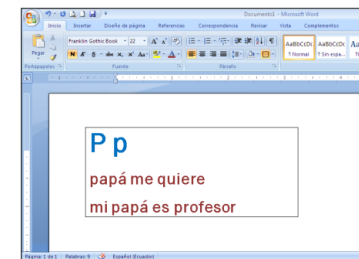 Documento1 - Microsoft Word
Inicio Insertar Diseño de página Referencias Correspondencia Revisar Vista Complementos
Pegar
Franklin Gothic Book 22
AaBbCcDc AaBbCcDc
¶ Normal ¶ Sin espa...
Portapapeles Fuente Párrafo
P p
papá me quiere
mi papá es profesor
Página: 1 de 1 Palabras: 9 Español (Ecuador)